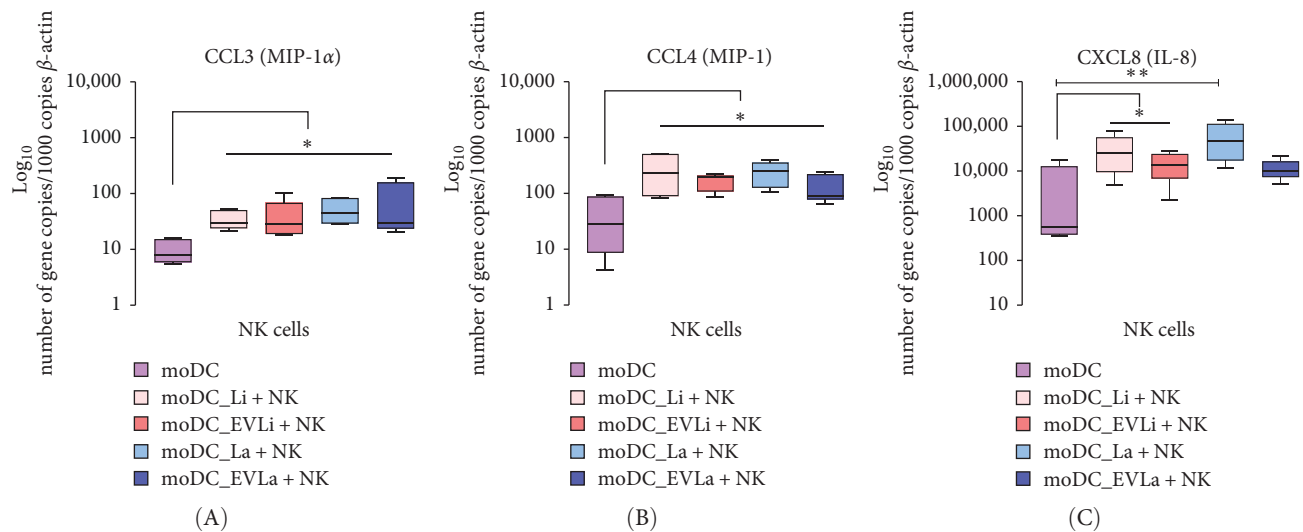 CCL3 (MIP-1α)
Log10
number of gene copies/1000 copies β-actin
10,000
1000
100
10
1
*
NK cells
moDC
moDC_Li + NK
moDC_EVLi + NK
moDC_La + NK
moDC_EVLa + NK
(A)
CCL4 (MIP-1)
Log10
number of gene copies/1000 copies β-actin
10,000
1000
100
10
1
*
NK cells
moDC
moDC_Li + NK
moDC_EVLi + NK
moDC_La + NK
moDC_EVLa + NK
(B)
CXCL8 (IL-8)
Log10
number of gene copies/1000 copies β-actin
1,000,000
100,000
10,000
1000
100
10
**
*
NK cells
moDC
moDC_Li + NK
moDC_EVLi + NK
moDC_La + NK
moDC_EVLa + NK
(C)